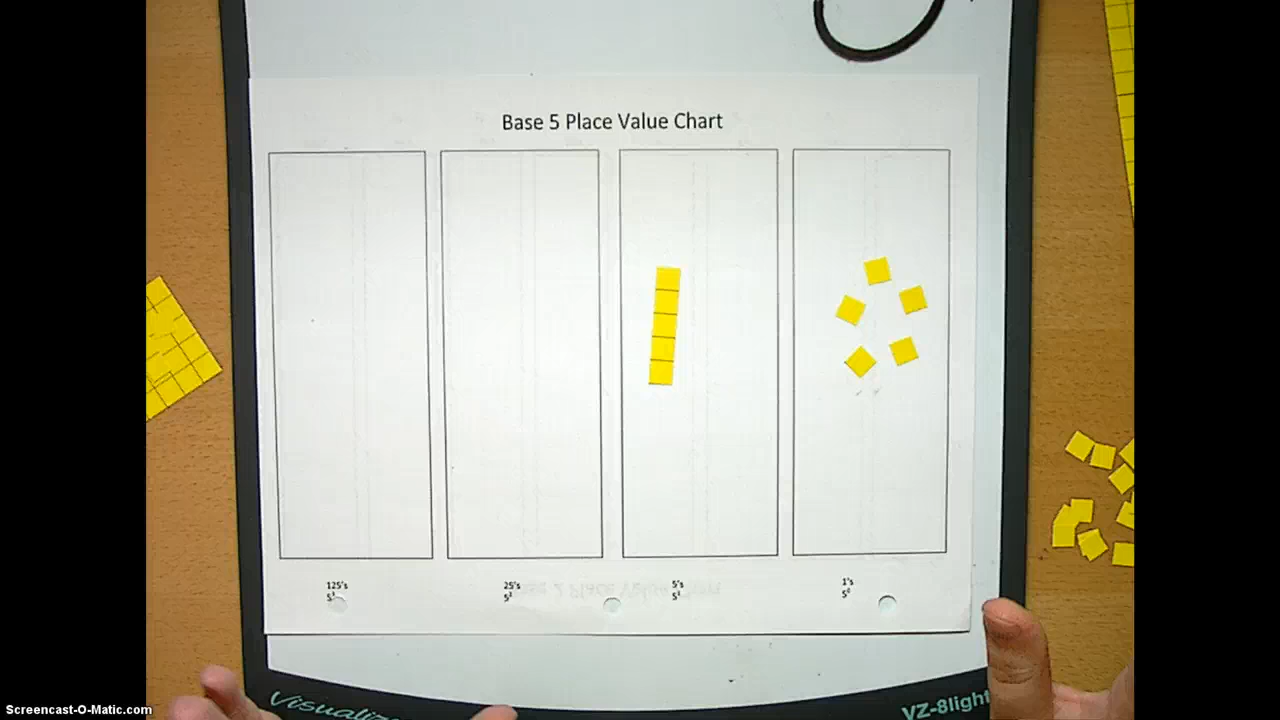 Base 5 Place Value Chart
125's
5³
25's
5²
5's
5¹
1's
5⁰
VZ-8light
Screencast-O-Matic.com